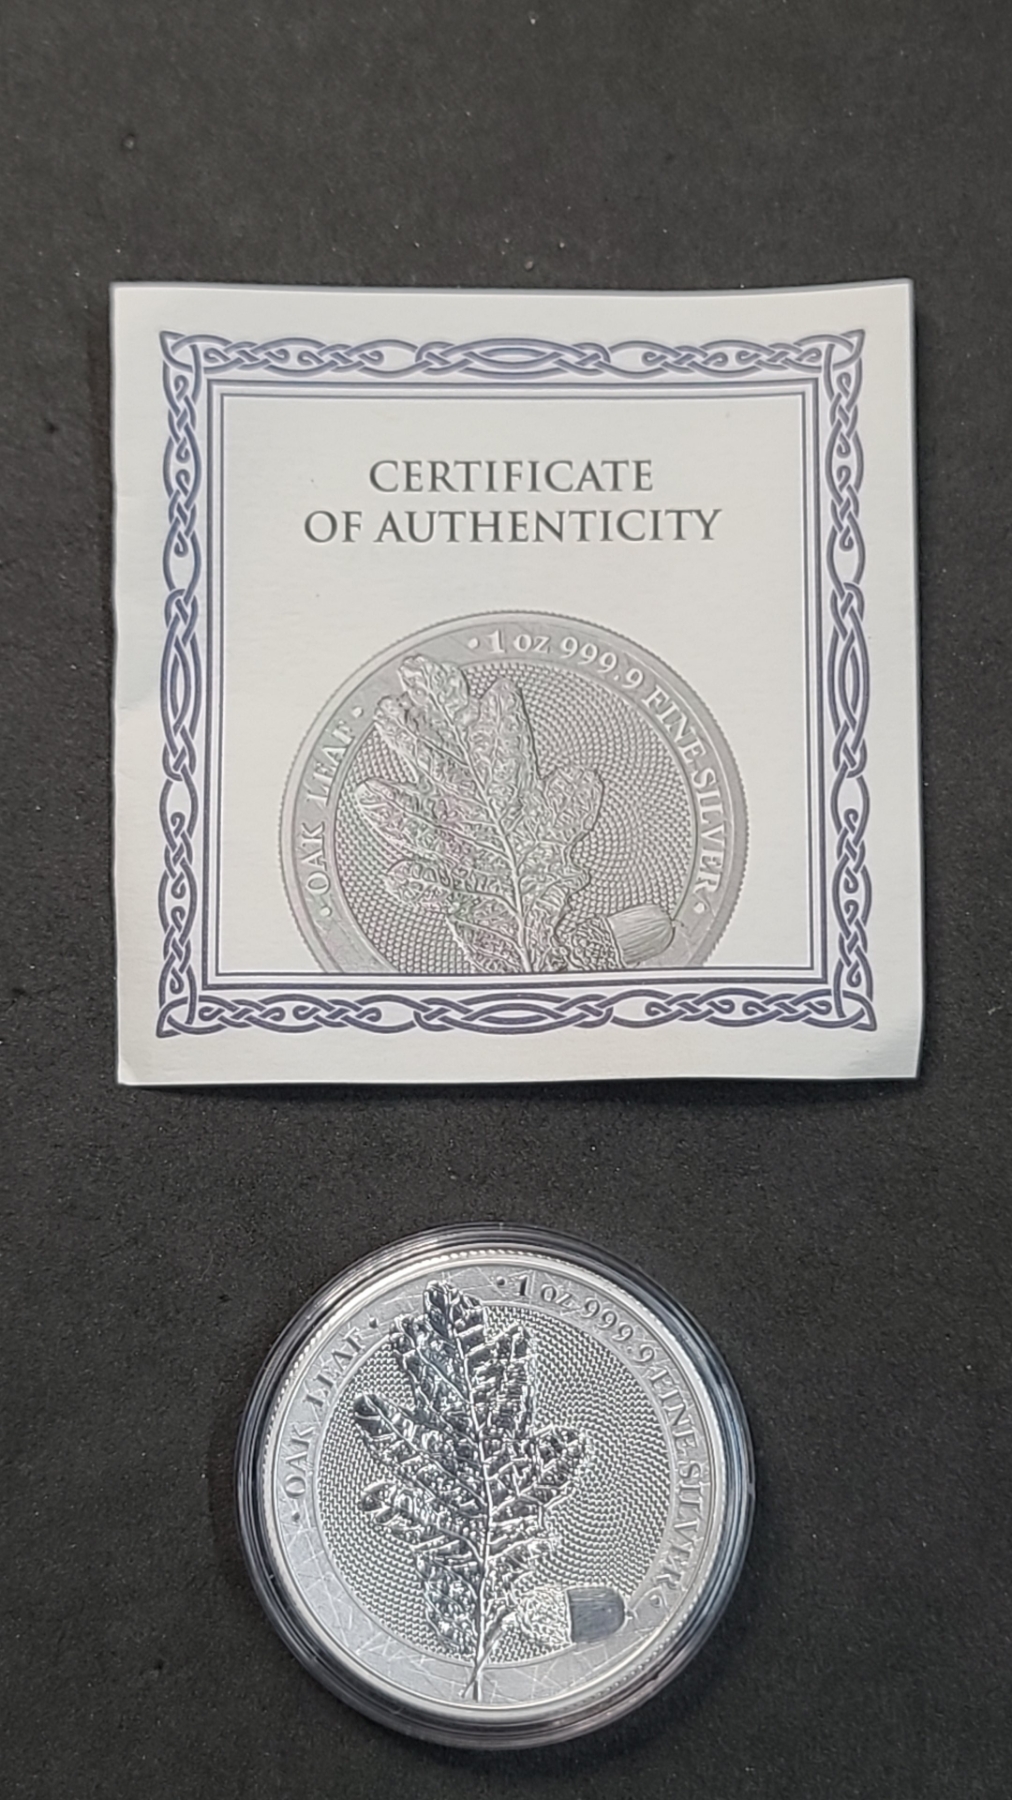 CERTIFICATE
OF AUTHENTICITY
• OAK LEAF •
• 1 OZ 999.9 FINE SILVER •
• OAK LEAF •
• 1 OZ 999.9 FINE SILVER •